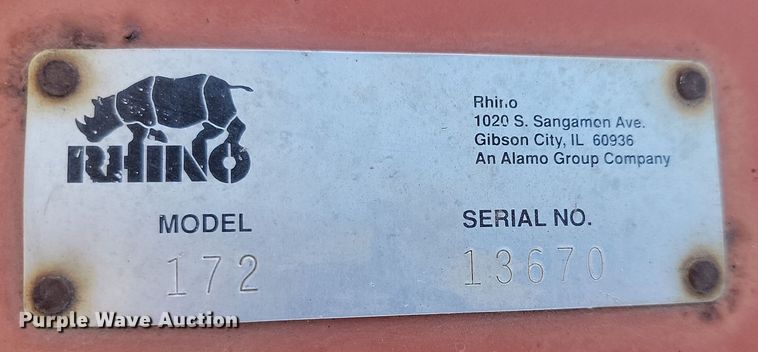 RHINO
Rhino
1020 S. Sangamon Ave.
Gibson City, IL 60936
An Alamo Group Company
MODEL
172
SERIAL NO.
13670
Purple Wave Auction